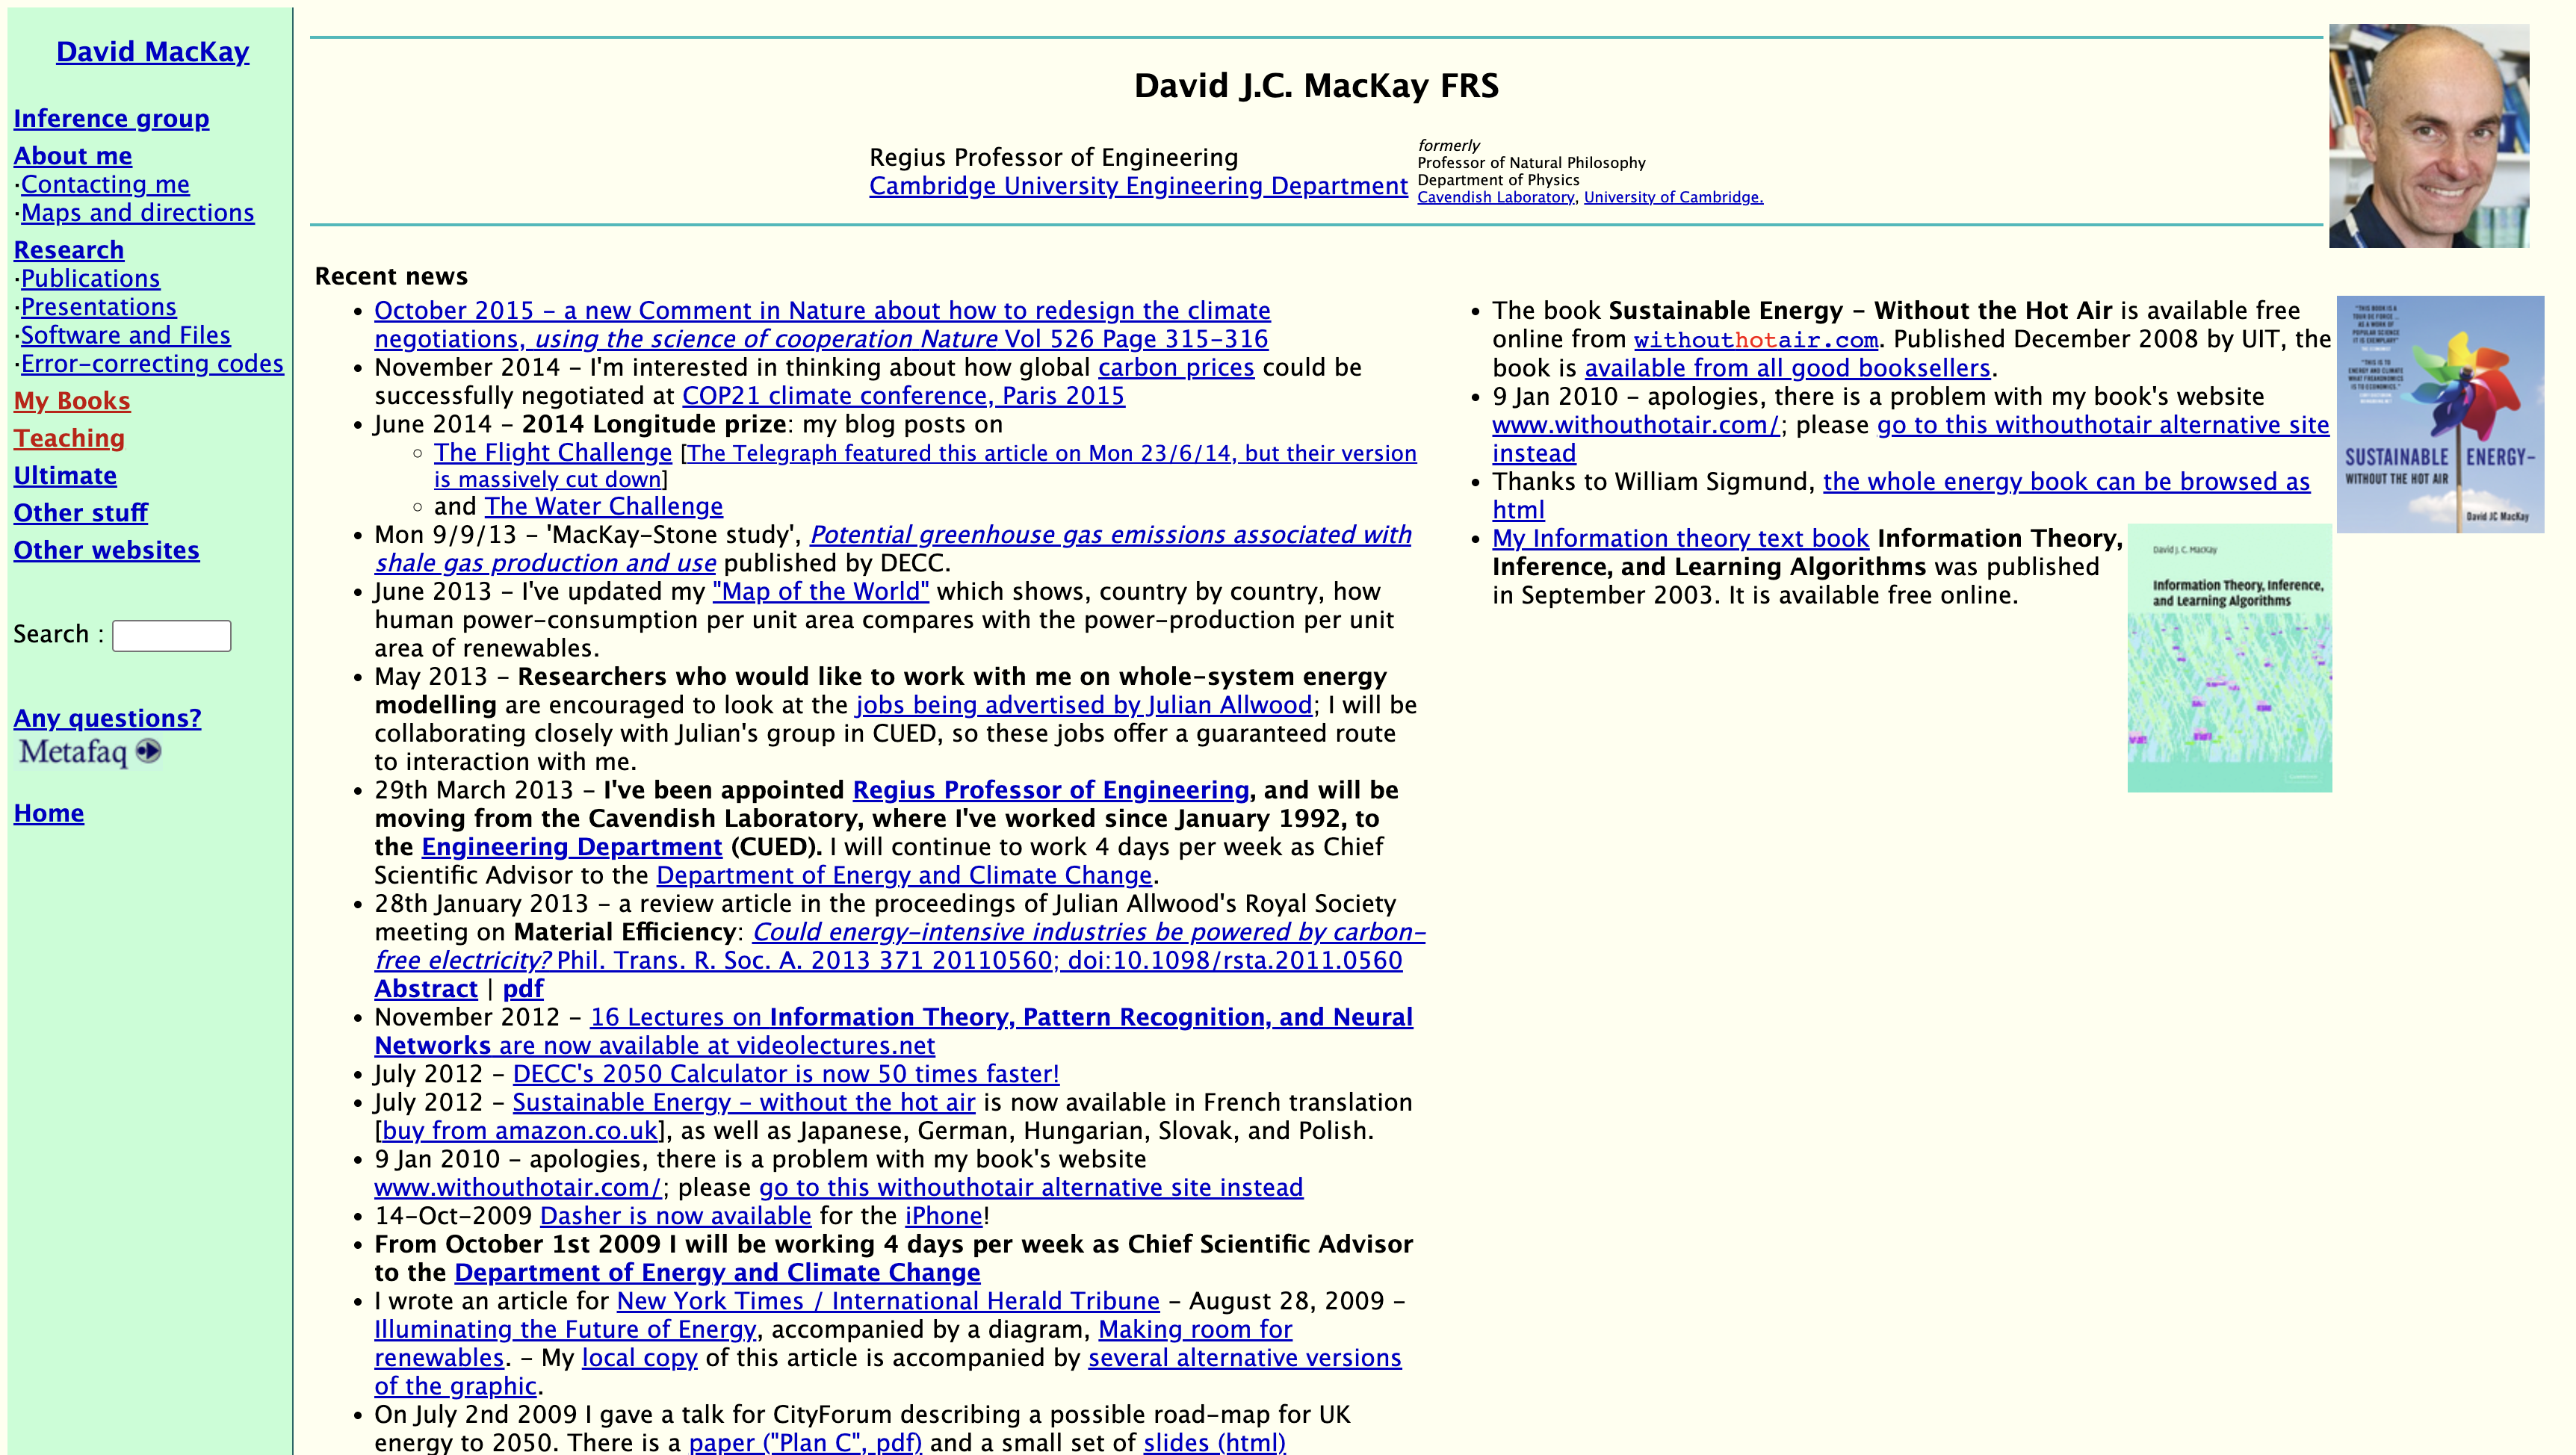 David MacKay
Inference group
About me
·Contacting me
·Maps and directions
Research
·Publications
·Presentations
·Software and Files
·Error-correcting codes
My Books
Teaching
Ultimate
Other stuff
Other websites
Search :
Any questions?
Metafaq
Home
David J.C. MacKay FRS
Regius Professor of Engineering
Cambridge University Engineering Department
formerly
Professor of Natural Philosophy
Department of Physics
Cavendish Laboratory, University of Cambridge.
Recent news
• October 2015 - a new Comment in Nature about how to redesign the climate
negotiations, using the science of cooperation Nature Vol 526 Page 315-316
• November 2014 - I'm interested in thinking about how global carbon prices could be
successfully negotiated at COP21 climate conference, Paris 2015
• June 2014 - 2014 Longitude prize: my blog posts on
◦ The Flight Challenge [The Telegraph featured this article on Mon 23/6/14, but their version
is massively cut down]
◦ and The Water Challenge
• Mon 9/9/13 - 'MacKay-Stone study', Potential greenhouse gas emissions associated with
shale gas production and use published by DECC.
• June 2013 - I've updated my "Map of the World" which shows, country by country, how
human power-consumption per unit area compares with the power-production per unit
area of renewables.
• May 2013 - Researchers who would like to work with me on whole-system energy
modelling are encouraged to look at the jobs being advertised by Julian Allwood; I will be
collaborating closely with Julian's group in CUED, so these jobs offer a guaranteed route
to interaction with me.
• 29th March 2013 - I've been appointed Regius Professor of Engineering, and will be
moving from the Cavendish Laboratory, where I've worked since January 1992, to
the Engineering Department (CUED). I will continue to work 4 days per week as Chief
Scientific Advisor to the Department of Energy and Climate Change.
• 28th January 2013 - a review article in the proceedings of Julian Allwood's Royal Society
meeting on Material Efficiency: Could energy-intensive industries be powered by carbon-
free electricity? Phil. Trans. R. Soc. A. 2013 371 20110560; doi:10.1098/rsta.2011.0560
Abstract | pdf
• November 2012 - 16 Lectures on Information Theory, Pattern Recognition, and Neural
Networks are now available at videolectures.net
• July 2012 - DECC's 2050 Calculator is now 50 times faster!
• July 2012 - Sustainable Energy - without the hot air is now available in French translation
[buy from amazon.co.uk], as well as Japanese, German, Hungarian, Slovak, and Polish.
• 9 Jan 2010 - apologies, there is a problem with my book's website
www.withouthotair.com/; please go to this withouthotair alternative site instead
• 14-Oct-2009 Dasher is now available for the iPhone!
• From October 1st 2009 I will be working 4 days per week as Chief Scientific Advisor
to the Department of Energy and Climate Change
• I wrote an article for New York Times / International Herald Tribune - August 28, 2009 -
Illuminating the Future of Energy, accompanied by a diagram, Making room for
renewables. - My local copy of this article is accompanied by several alternative versions
of the graphic.
• On July 2nd 2009 I gave a talk for CityForum describing a possible road-map for UK
energy to 2050. There is a paper ("Plan C", pdf) and a small set of slides (html)
• The book Sustainable Energy - Without the Hot Air is available free
online from withouthotair.com. Published December 2008 by UIT, the
book is available from all good booksellers.
• 9 Jan 2010 - apologies, there is a problem with my book's website
www.withouthotair.com/; please go to this withouthotair alternative site
instead
• Thanks to William Sigmund, the whole energy book can be browsed as
html
• My Information theory text book Information Theory,
Inference, and Learning Algorithms was published
in September 2003. It is available free online.
"THIS BOOK IS A
TOUR DE FORCE ...
AS A WORK OF
POPULAR SCIENCE
IT IS EXEMPLARY"
"THIS IS TO
ENERGY AND CLIMATE
WHAT FREAKONOMICS
IS TO ECONOMICS."
SUSTAINABLE ENERGY-
WITHOUT THE HOT AIR
David JC MacKay
David J. C. MacKay
Information Theory, Inference,
and Learning Algorithms